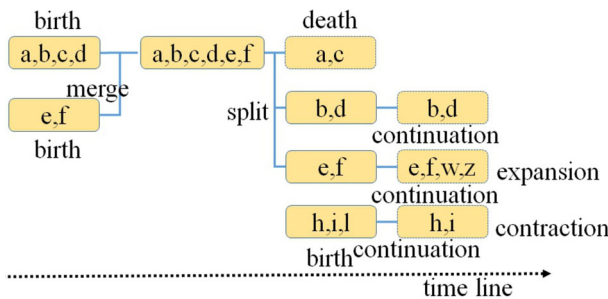 birth
death
a,b,c,d
a,b,c,d,e,f
a,c
merge
e,f
split
b,d
b,d
birth
continuation
e,f
e,f,w,z
expansion
continuation
h,i,l
h,i
contraction
birth
continuation
time line